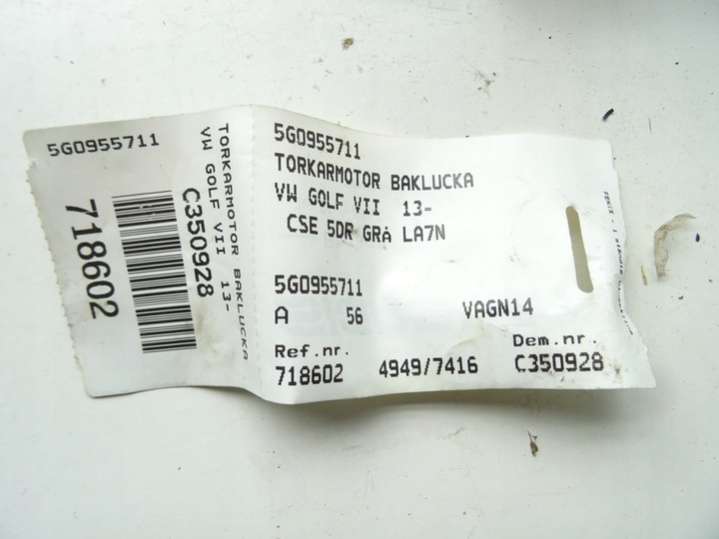 5G0955711
TORKARMOTOR BAKLUCKA
VW GOLF VII 13-
C350928
718602
5G0955711
TORKARMOTOR BAKLUCKA
VW GOLF VII 13-
CSE 5DR GRÅ LA7N
5G0955711
A 56 VAGN14
Ref.nr. Dem.nr.
718602 4949/7416 C350928